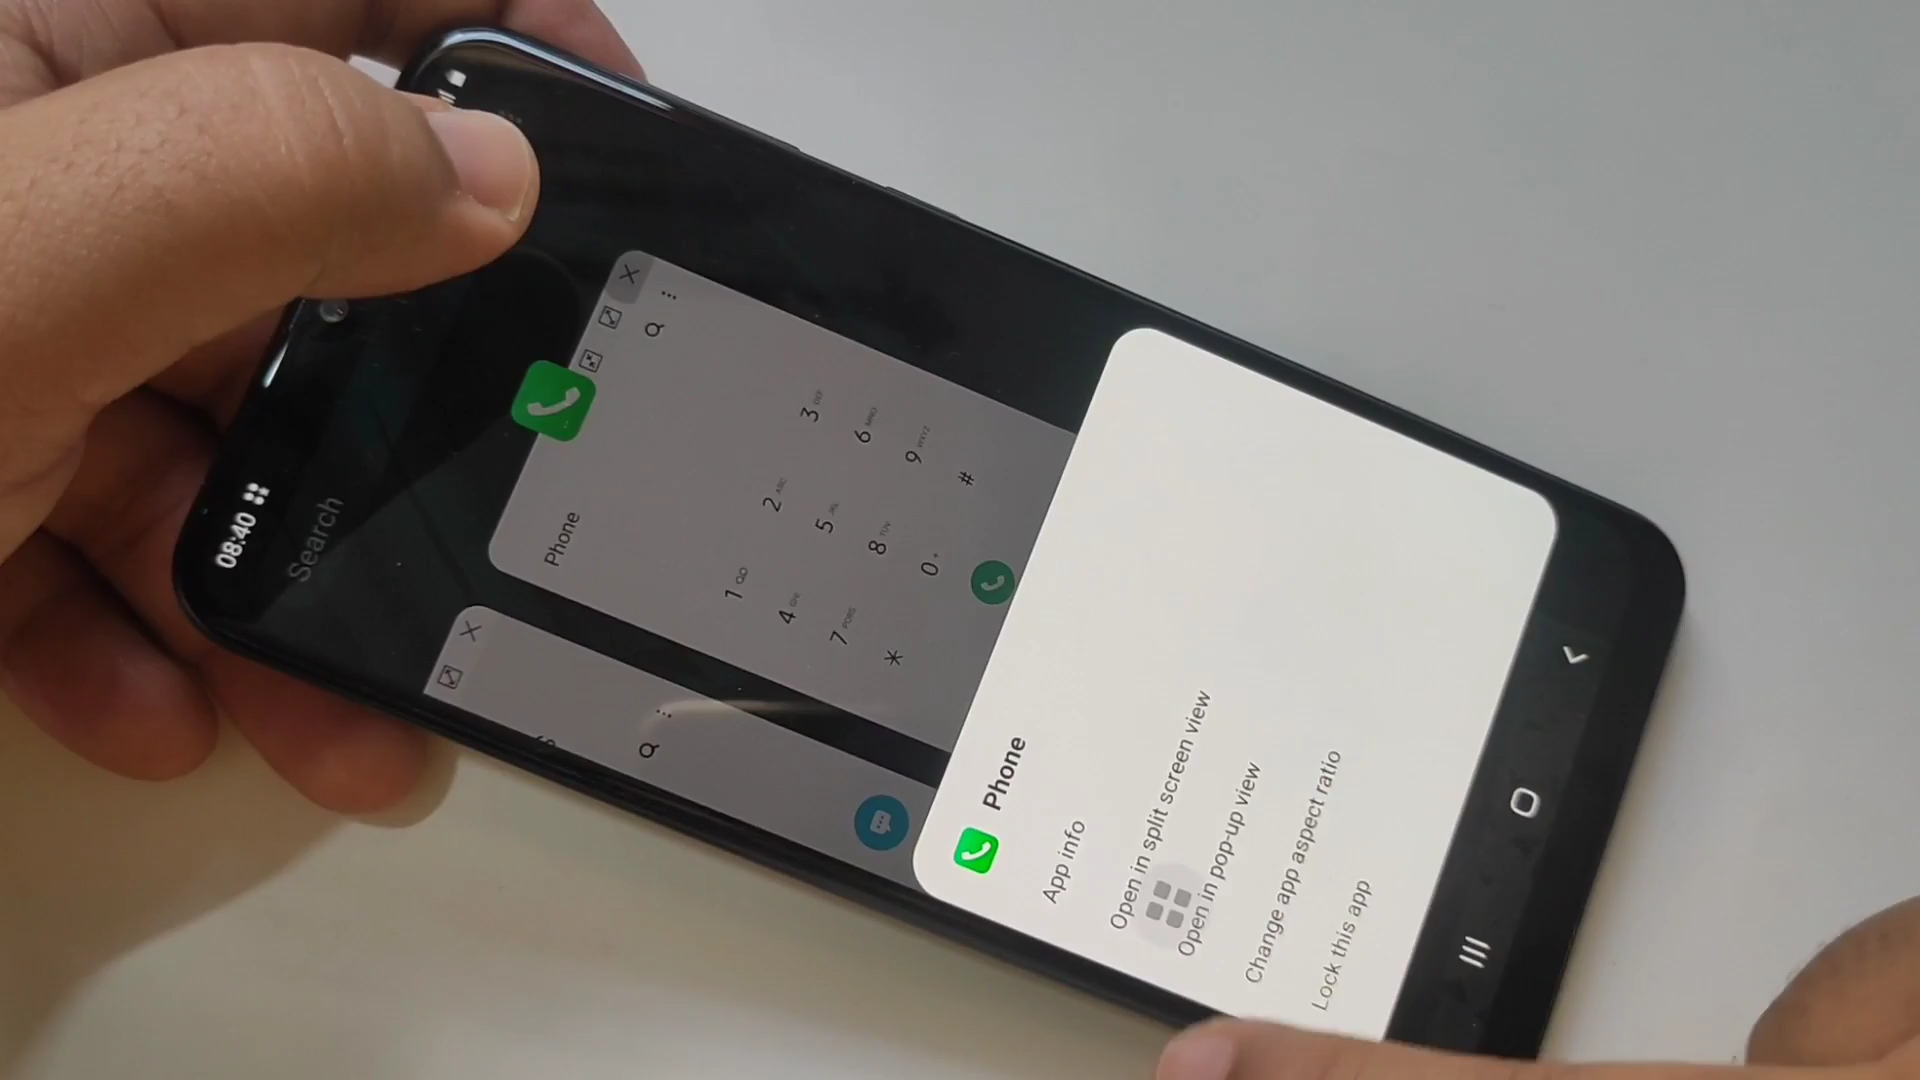 08:40
Search
Phone
1
2 ABC
3 DEF
4 GHI
5 JKL
6 MNO
7 PQRS
8 TUV
9 WXYZ
*
0 +
#
Phone
App info
Open in split screen view
Open in pop-up view
Change app aspect ratio
Lock this app